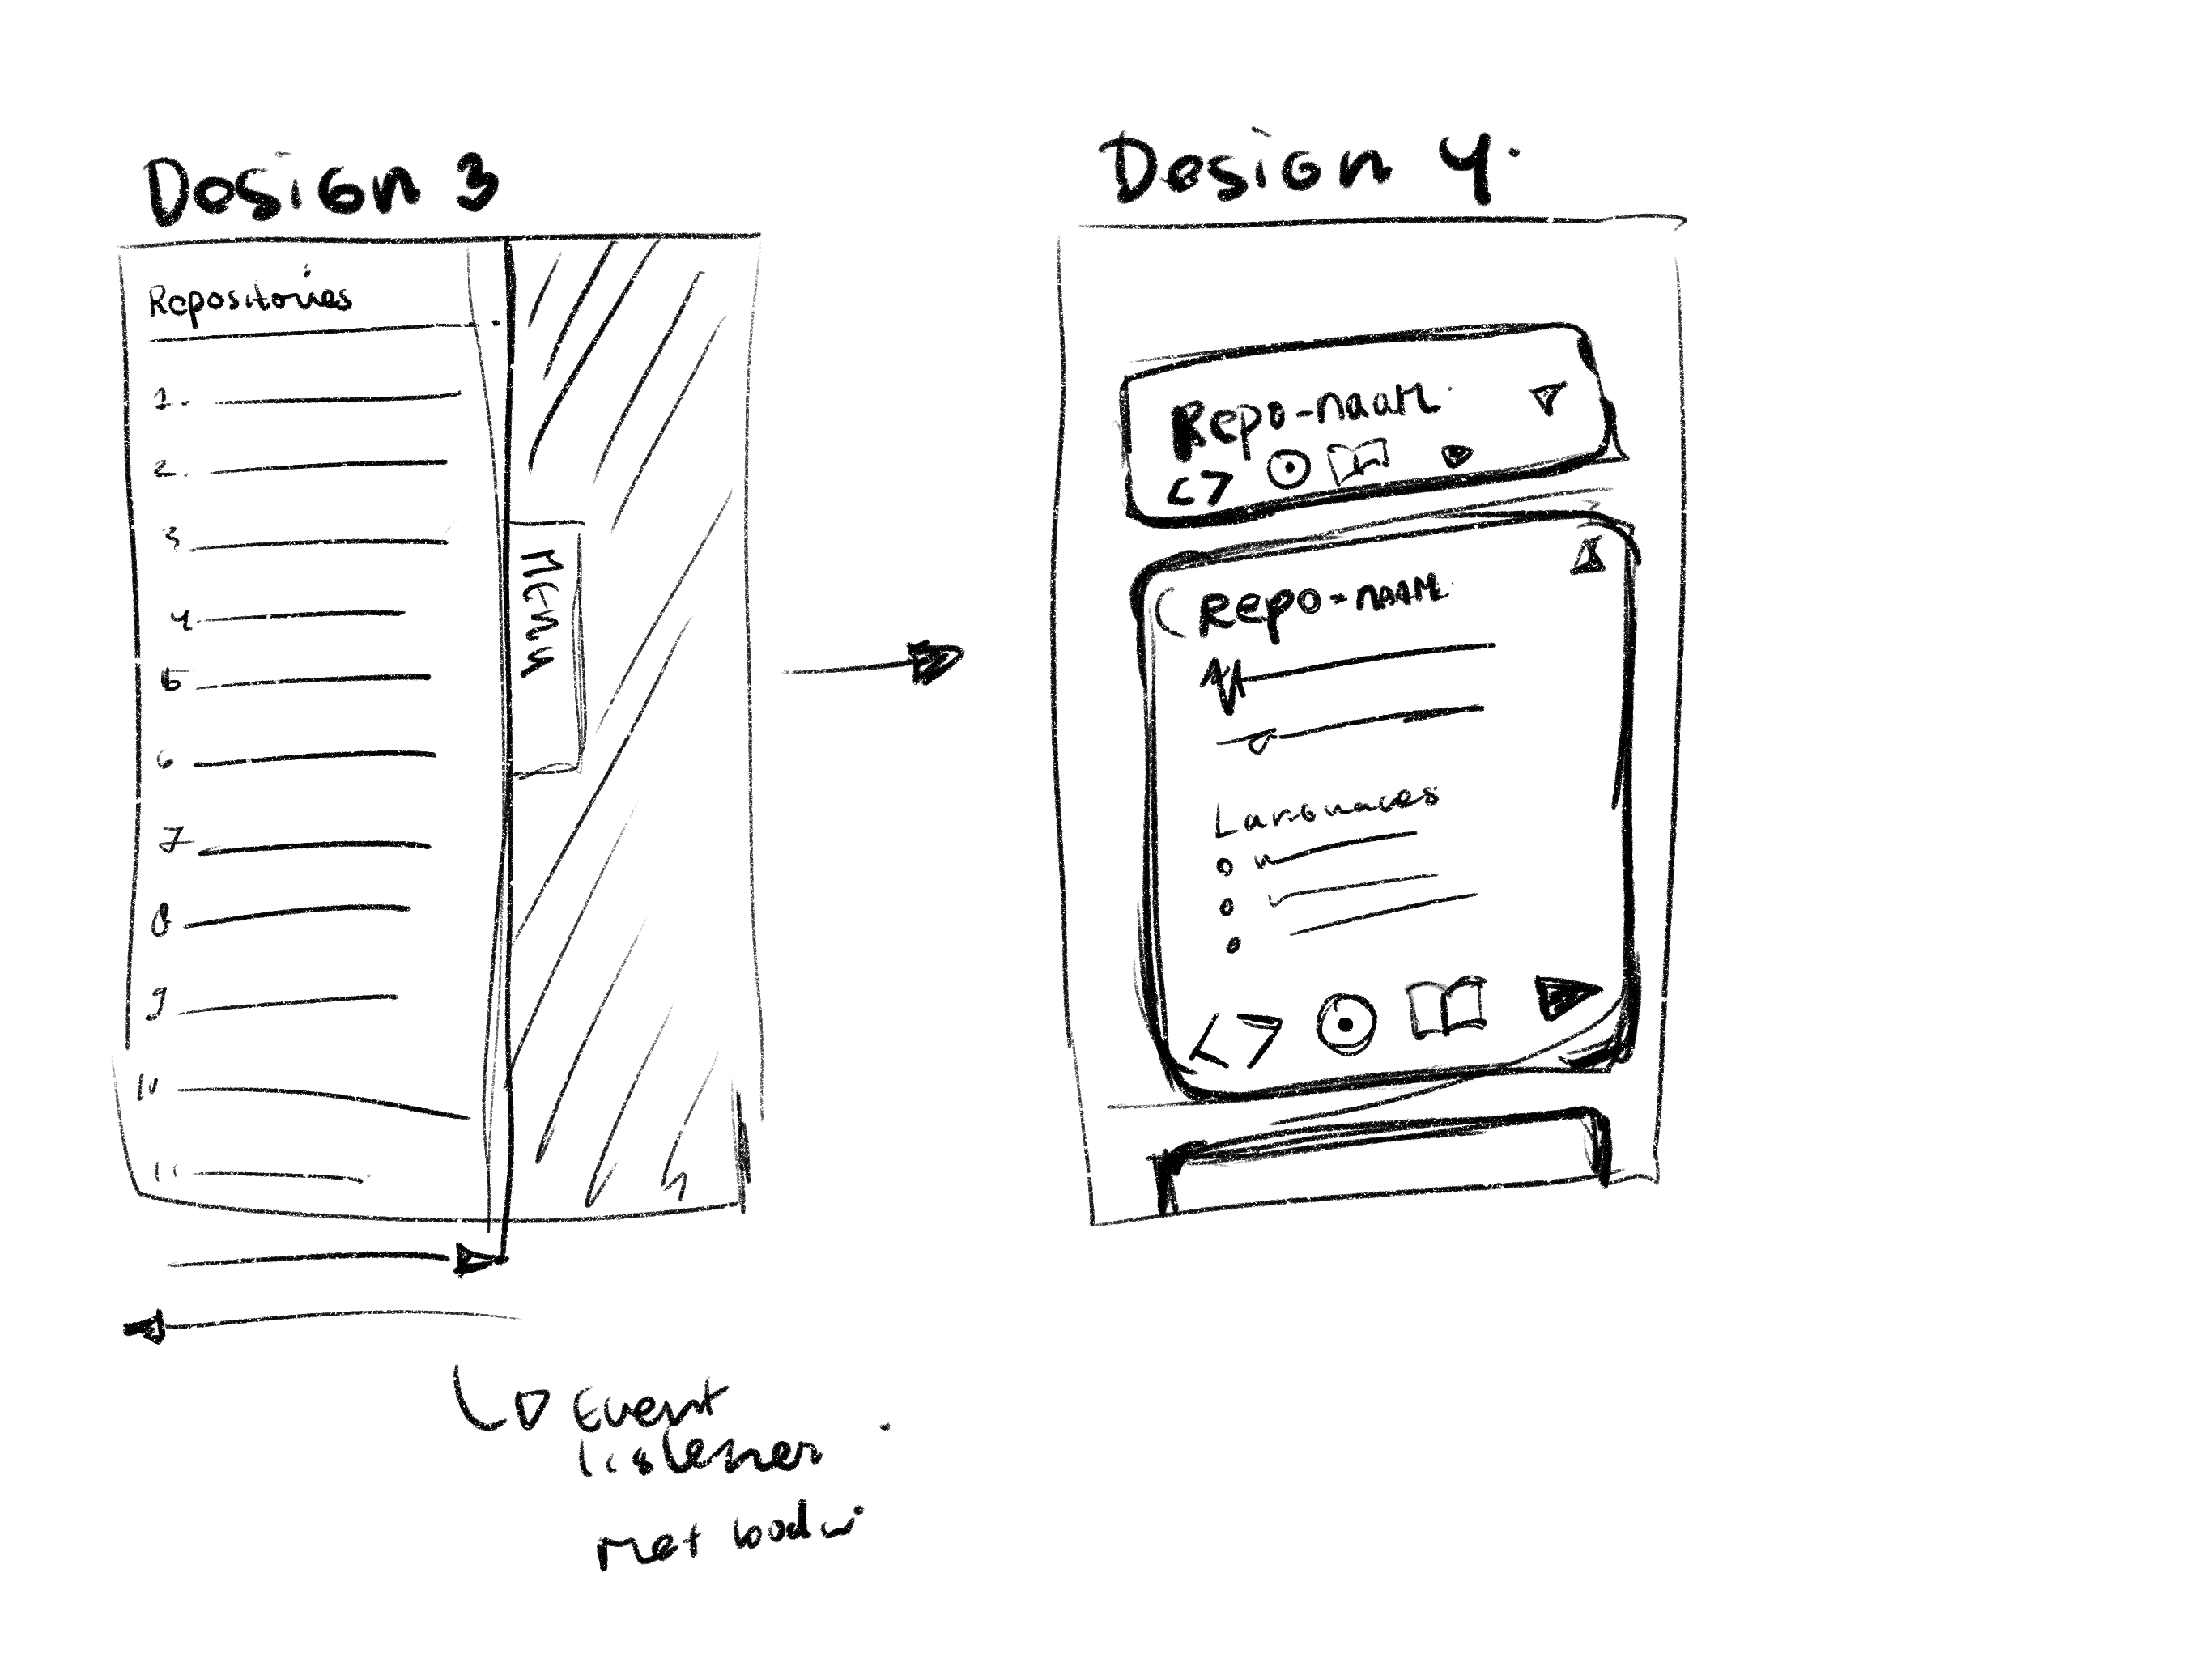 Design 3
Repositories
1.
2.
3
4
5
6
7
8
9
10
11
Menu
Event
listener
met
Design 4.
Repo-naam
<>
Repo-naam
Languages
<>